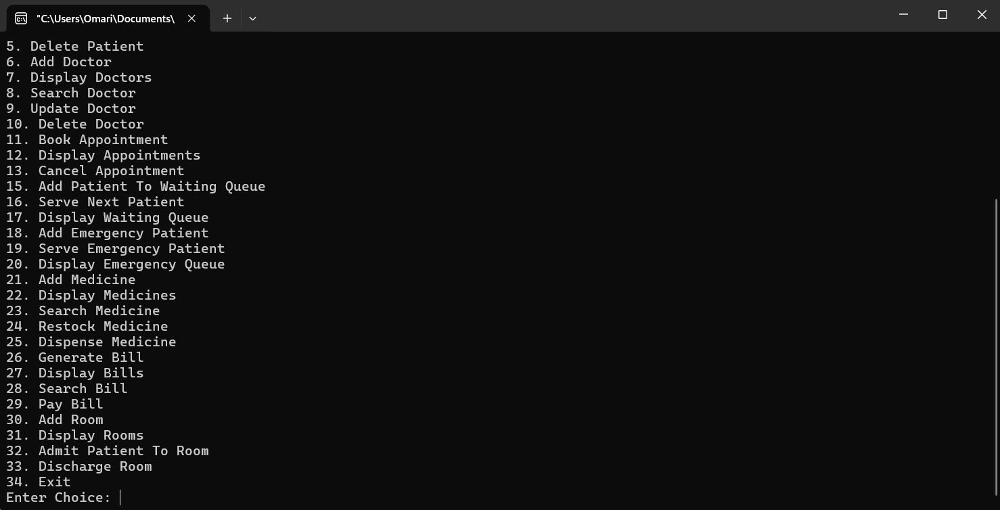 "C:\Users\Omari\Documents\
5. Delete Patient
6. Add Doctor
7. Display Doctors
8. Search Doctor
9. Update Doctor
10. Delete Doctor
11. Book Appointment
12. Display Appointments
13. Cancel Appointment
15. Add Patient To Waiting Queue
16. Serve Next Patient
17. Display Waiting Queue
18. Add Emergency Patient
19. Serve Emergency Patient
20. Display Emergency Queue
21. Add Medicine
22. Display Medicines
23. Search Medicine
24. Restock Medicine
25. Dispense Medicine
26. Generate Bill
27. Display Bills
28. Search Bill
29. Pay Bill
30. Add Room
31. Display Rooms
32. Admit Patient To Room
33. Discharge Room
34. Exit
Enter Choice: